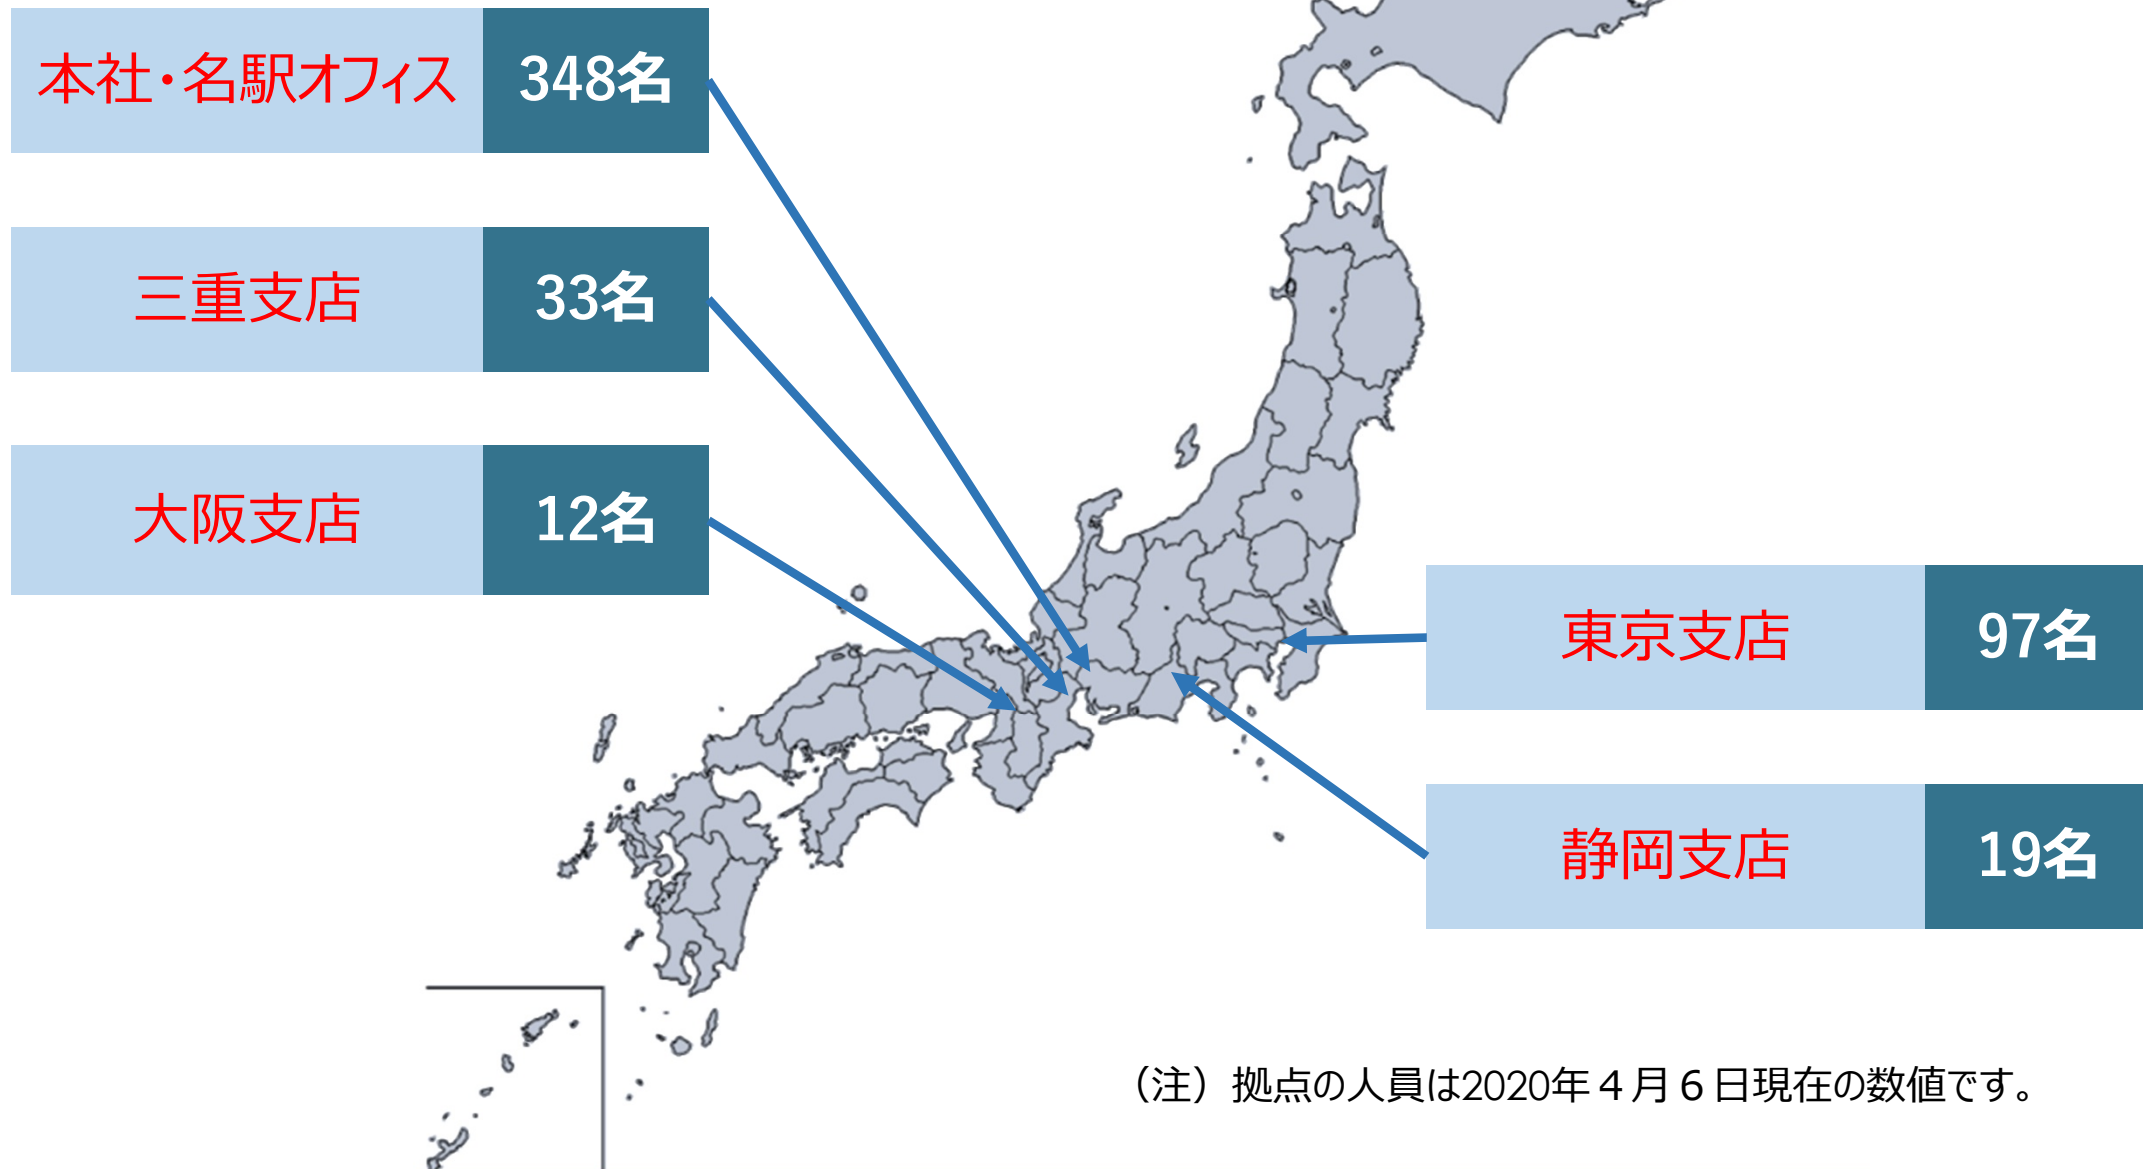 本社・名駅オフィス 348名
三重支店 33名
大阪支店 12名
東京支店 97名
静岡支店 19名
（注）拠点の人員は2020年４月６日現在の数値です。